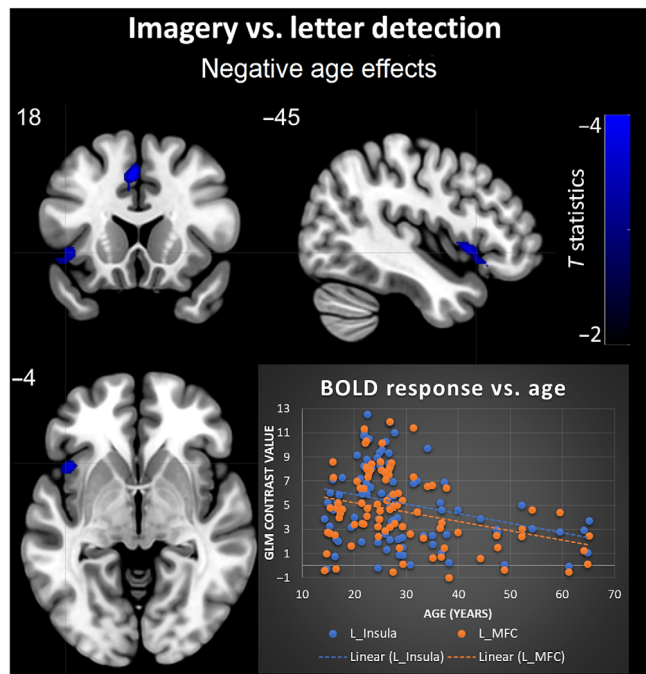 Imagery vs. letter detection
Negative age effects
18
–45
–4
T statistics
–2
–4
BOLD response vs. age
GLM CONTRAST VALUE
13
11
9
7
5
3
1
–1
10 20 30 40 50 60 70
AGE (YEARS)
L_Insula L_MFC
Linear (L_Insula) Linear (L_MFC)